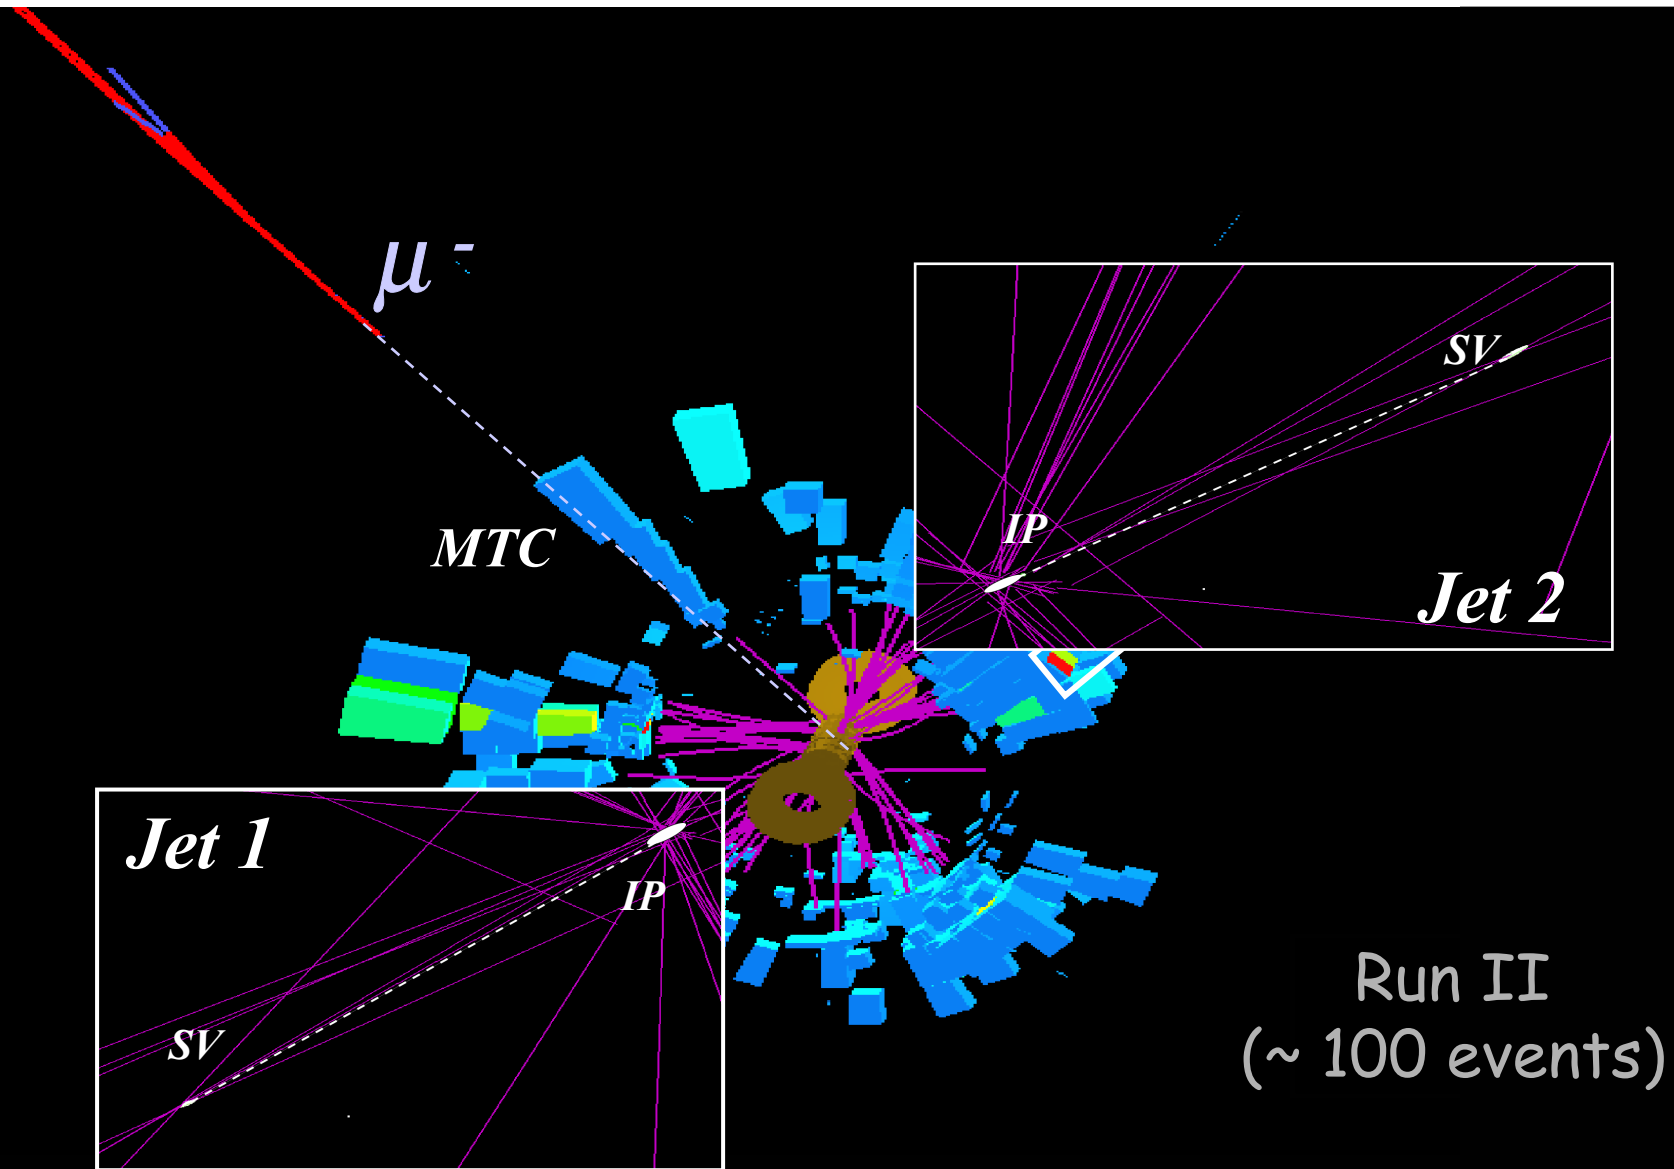 μ -
SV
MTC
IP
Jet 2
Jet 1
IP
SV
Run II
(~ 100 events)